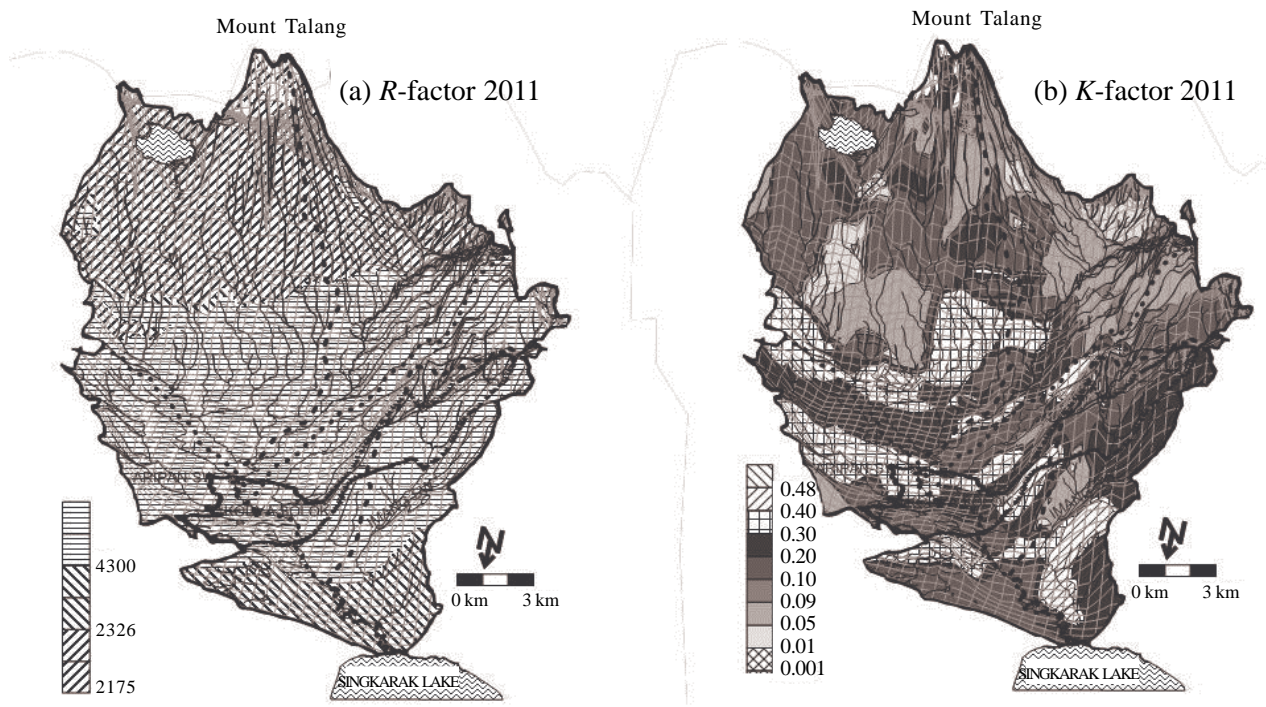 Mount Talang
(a) R-factor 2011
4300
2326
2175
N
0 km 3 km
SINGKARAK LAKE
Mount Talang
(b) K-factor 2011
0.48
0.40
0.30
0.20
0.10
0.09
0.05
0.01
0.001
N
0 km 3 km
SINGKARAK LAKE